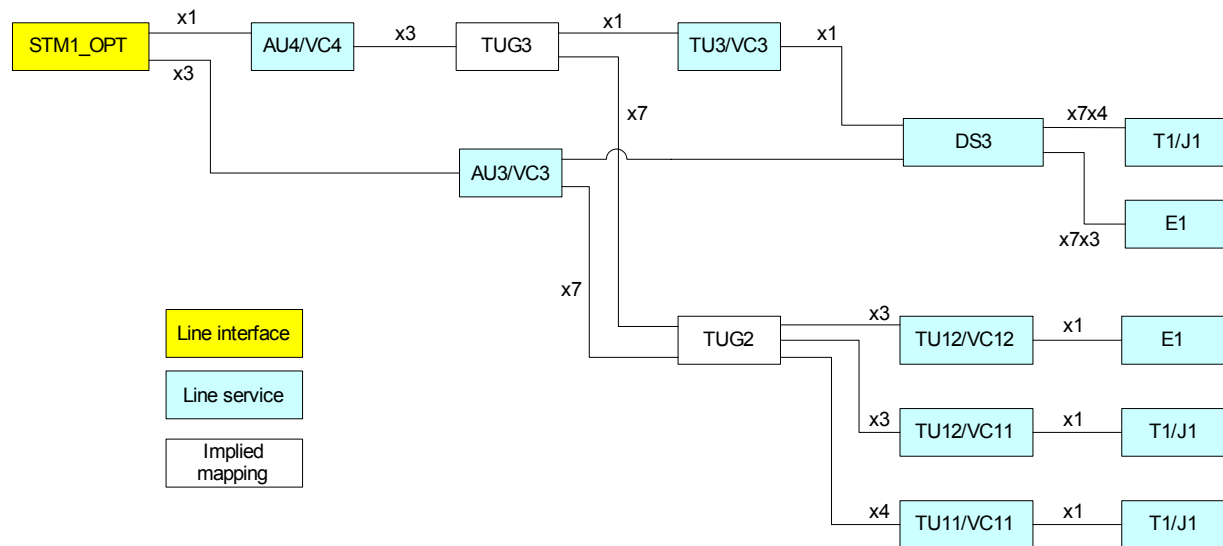 x1
x3
x1
x1
STM1_OPT
AU4/VC4
TUG3
TU3/VC3
x3
x7
x7x4
DS3
T1/J1
AU3/VC3
E1
x7x3
x7
Line interface
x3
x1
TUG2
TU12/VC12
E1
Line service
x3
x1
TU12/VC11
T1/J1
Implied
mapping
x4
x1
TU11/VC11
T1/J1